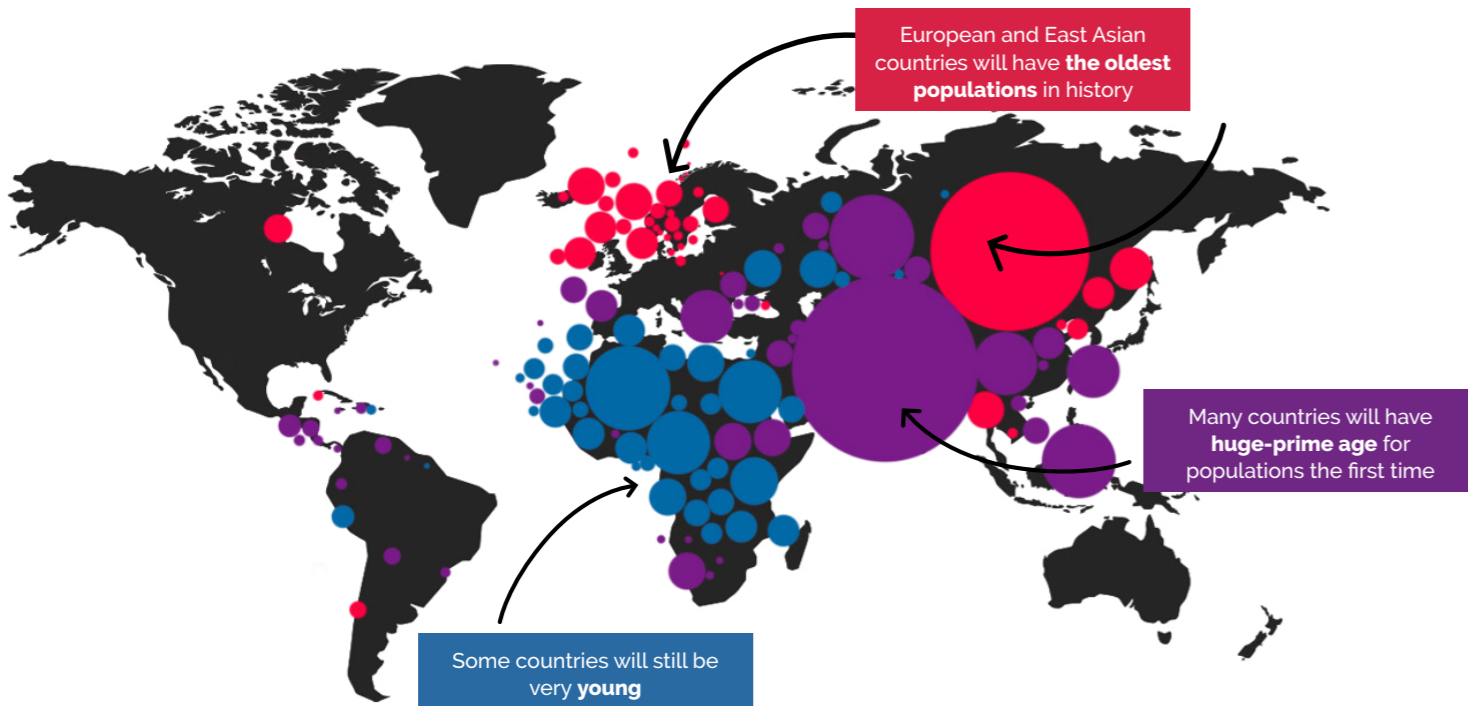 European and East Asian
countries will have the oldest
populations in history
Many countries will have
huge-prime age for
populations the first time
Some countries will still be
very young